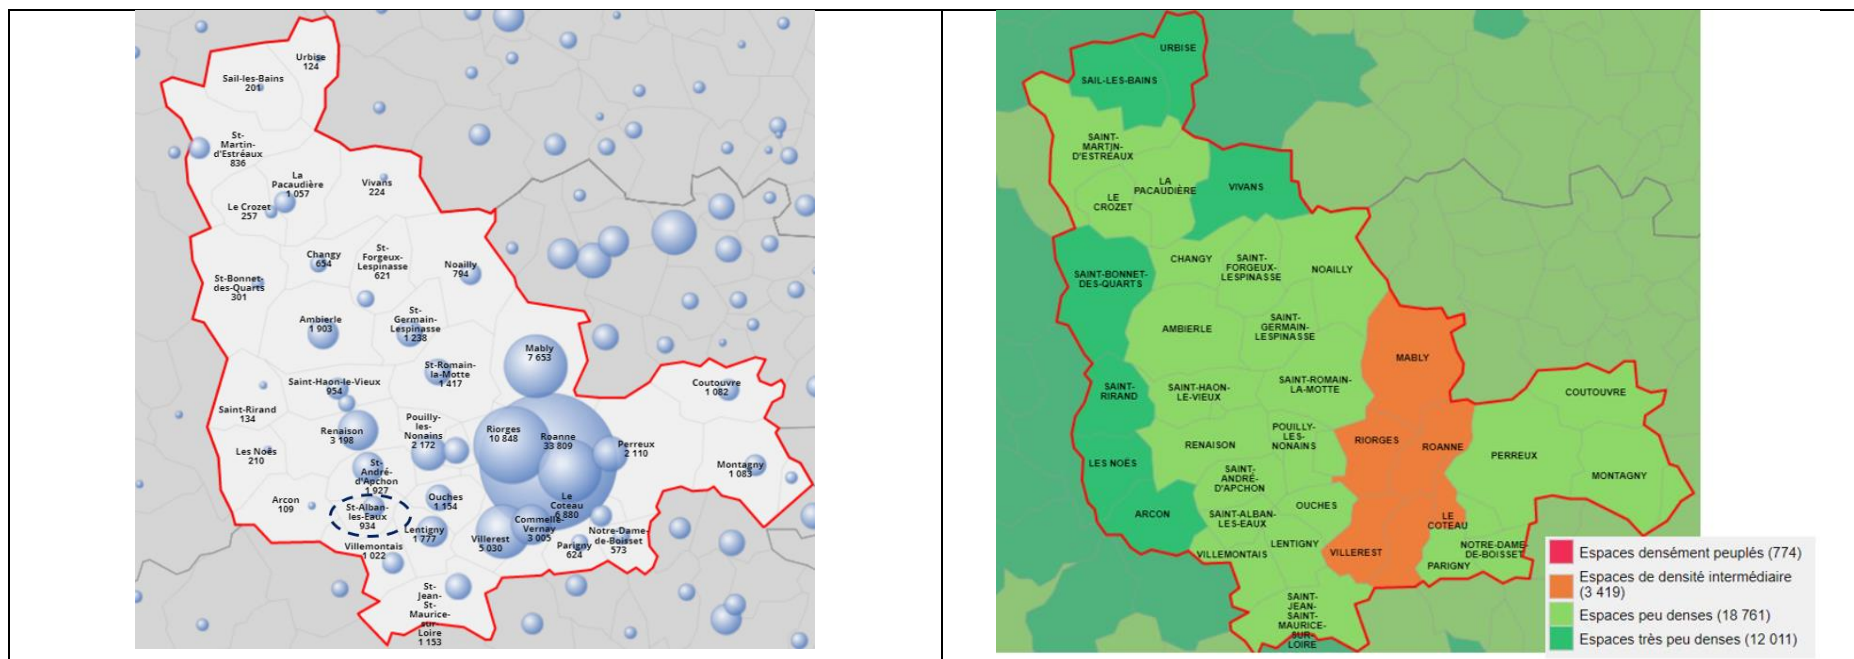 Urbise
124
Sail-les-Bains
201
St-
Martin-
d'Estréaux
836
La
Pacaudière
1 057
Vivans
224
Le Crozet
257
Changy
654
St-
Forgeux-
Lespinasse
621
Noailly
794
St-Bonnet-
des-Quarts
301
Ambierle
1 903
St-
Germain-
Lespinasse
1 238
Mably
7 653
St-Romain-
la-Motte
1 417
Saint-Haon-le-Vieux
954
Coutouvre
1 082
Saint-Rirand
134
Renaison
3 198
Pouilly-
les-
Nonains
2 172
Riorges
10 848
Roanne
33 809
Perreux
2 110
Les Noës
210
St-
André-
d'Apchon
1 927
Montagny
1 083
Arcon
109
St-Alban-
les-Eaux
934
Ouches
1 154
Le
Coteau
6 880
Lentigny
1 777
Villerest
5 030
Commelle-
Vernay
3 005
Parigny
624
Notre-Dame-
de-Boisset
573
Villemontais
1 022
St-
Jean-
St-
Maurice-
sur-
Loire
1 153
URBISE
SAIL-LES-BAINS
SAINT-
MARTIN-
D'ESTRÉAUX
LA
PACAUDIÈRE
VIVANS
LE
CROZET
CHANGY
SAINT-
FORGEUX-
LESPINASSE
NOAILLY
SAINT-BONNET-
DES-QUARTS
AMBIERLE
SAINT-
GERMAIN-
LESPINASSE
MABLY
SAINT-
RIRAND
SAINT-HAON-
LE-VIEUX
SAINT-ROMAIN-
LA-MOTTE
COUTOUVRE
RENAISON
POUILLY-
LES-
NONAINS
RIORGES
ROANNE
PERREUX
LES NOËS
SAINT-
ANDRÉ-
D'APCHON
MONTAGNY
ARCON
SAINT-ALBAN-
LES-EAUX
OUCHES
LE
COTEAU
VILLEMONTAIS
LENTIGNY
VILLEREST
NOTRE-DAME-
DE-BOISSET
PARIGNY
SAINT-
JEAN-
SAINT-
MAURICE-
SUR-
LOIRE
Espaces densément peuplés (774)
Espaces de densité intermédiaire
(3 419)
Espaces peu denses (18 761)
Espaces très peu denses (12 011)